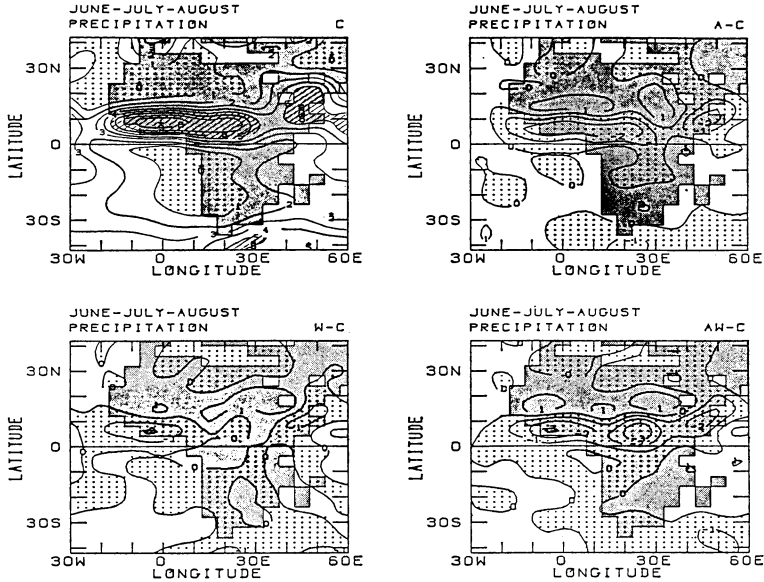 JUNE-JULY-AUGUST
PRECIPITATION C
30N
0
30S
LATITUDE
30W 0 30E 60E
LONGITUDE
JUNE-JULY-AUGUST
PRECIPITATION A-C
30N
0
30S
LATITUDE
30W 0 30E 60E
LONGITUDE
JUNE-JULY-AUGUST
PRECIPITATION W-C
30N
0
30S
LATITUDE
30W 0 30E 60E
LONGITUDE
JUNE-JULY-AUGUST
PRECIPITATION AW-C
30N
0
30S
LATITUDE
30W 0 30E 60E
LONGITUDE